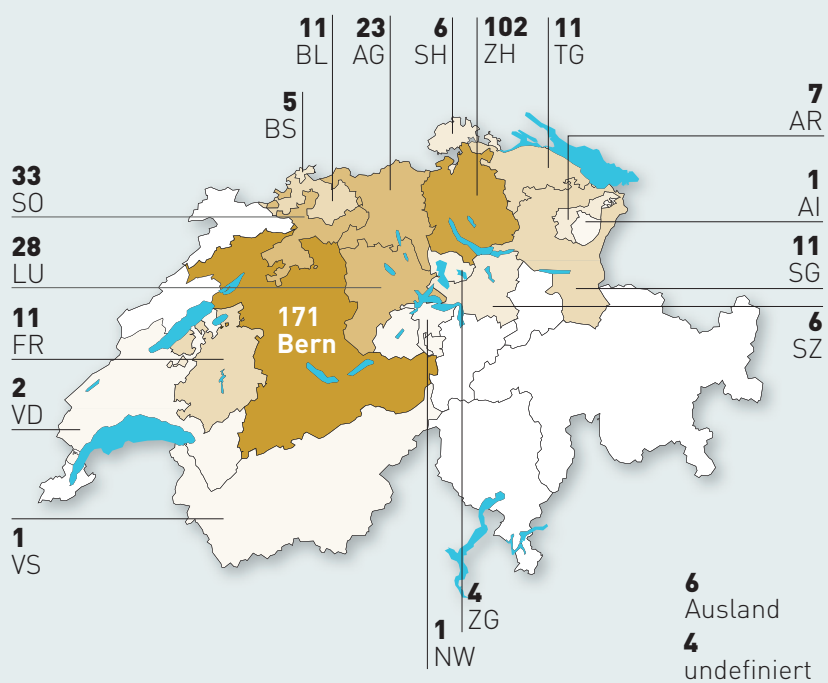 11
BL
23
AG
6
SH
102
ZH
11
TG
5
BS
7
AR
33
SO
1
AI
28
LU
11
SG
171
Bern
11
FR
6
SZ
2
VD
1
VS
4
ZG
1
NW
6
Ausland
4
undefiniert